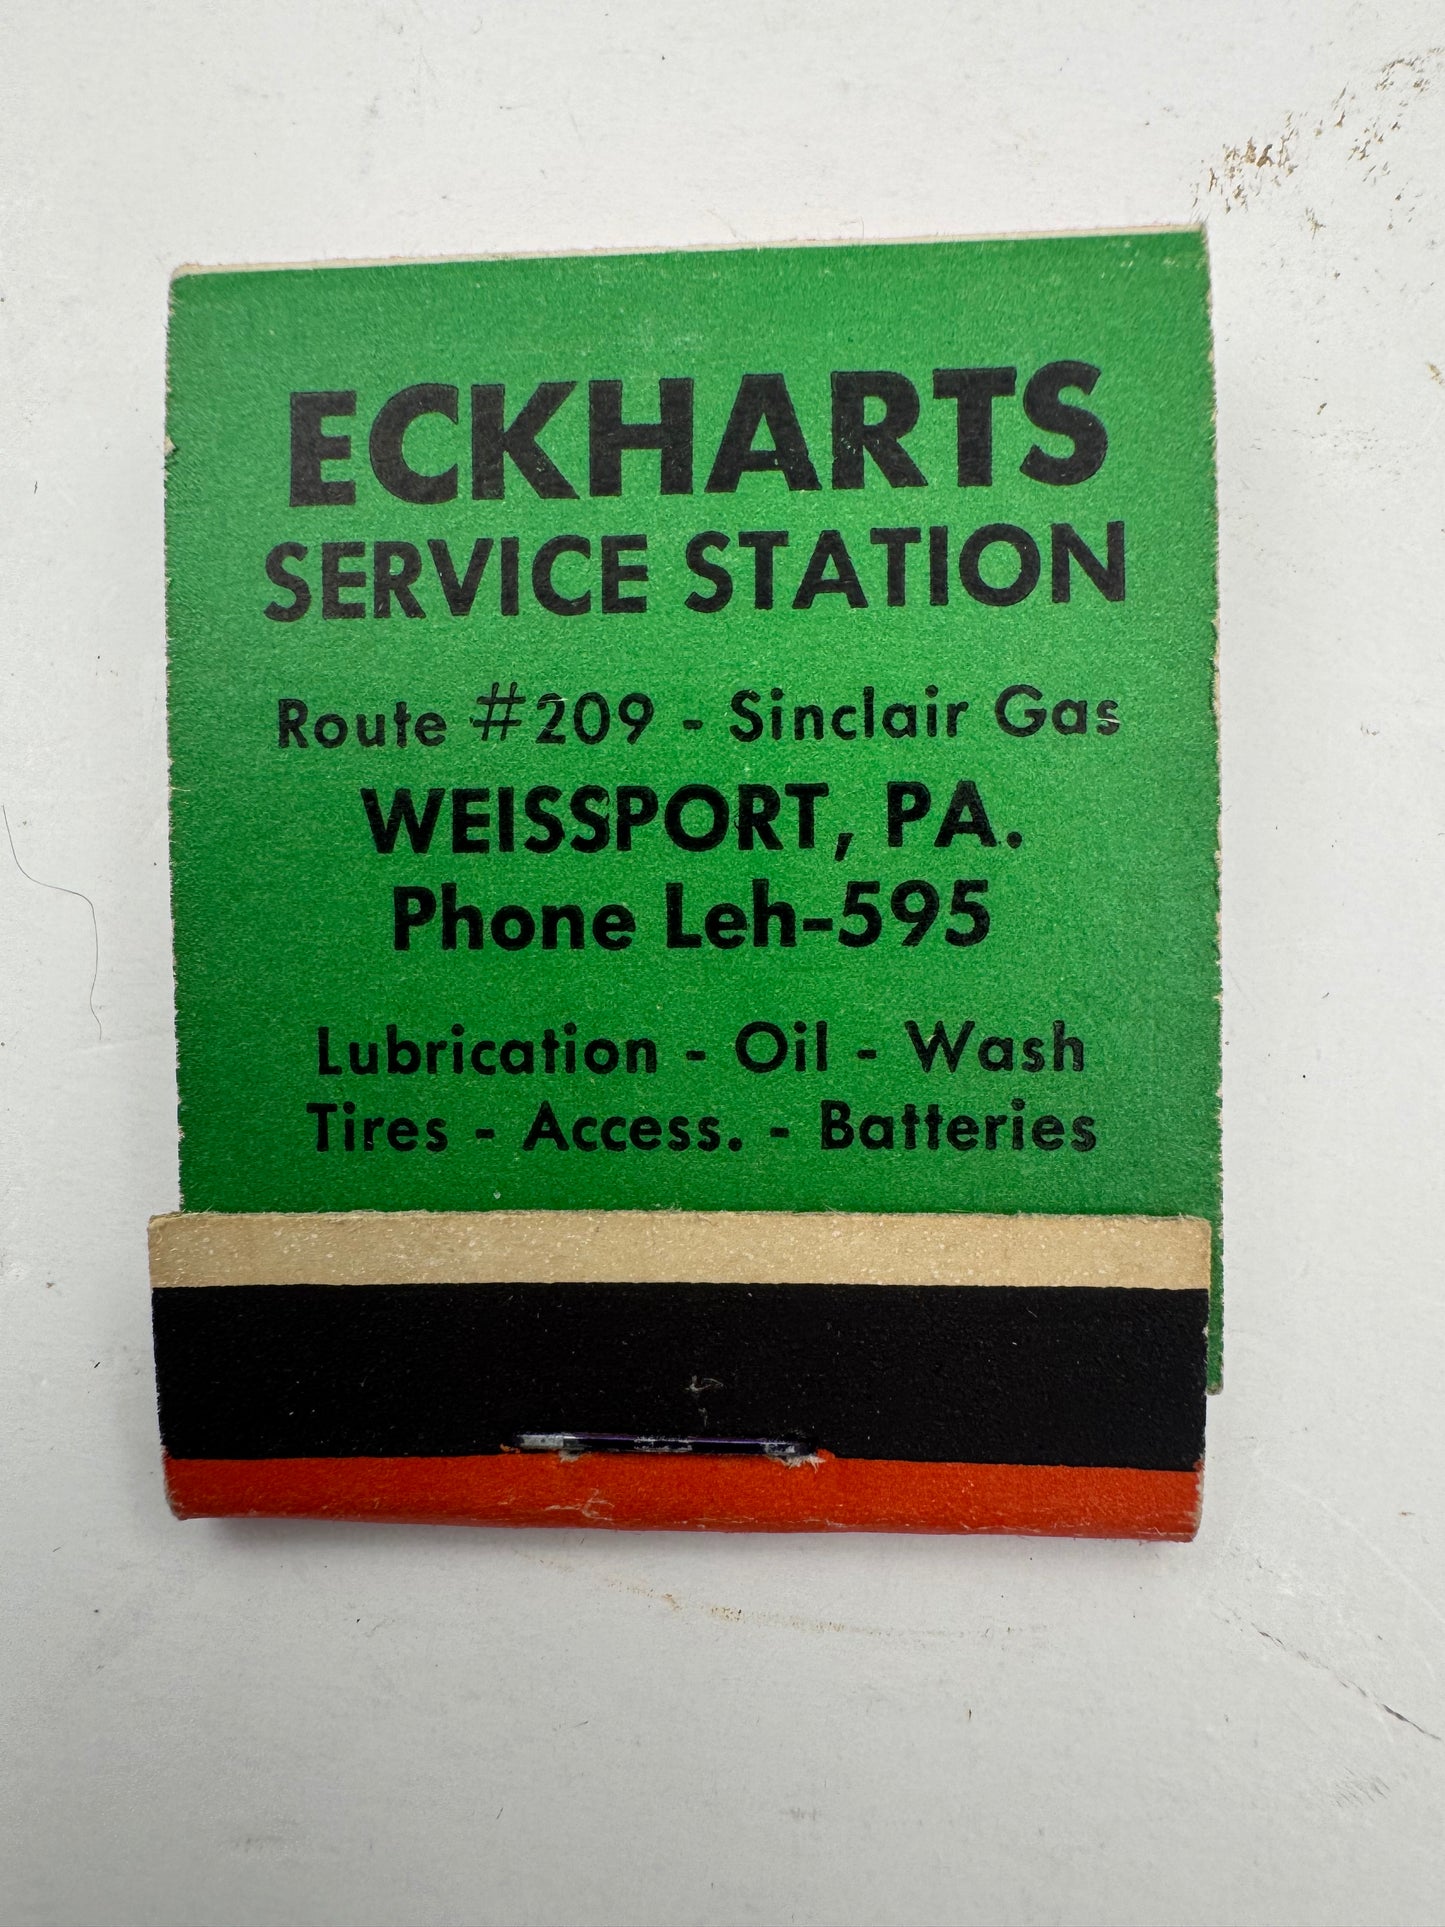 ECKHARTS
SERVICE STATION
Route #209 - Sinclair Gas
WEISSPORT, PA.
Phone Leh-595
Lubrication - Oil - Wash
Tires - Access. - Batteries